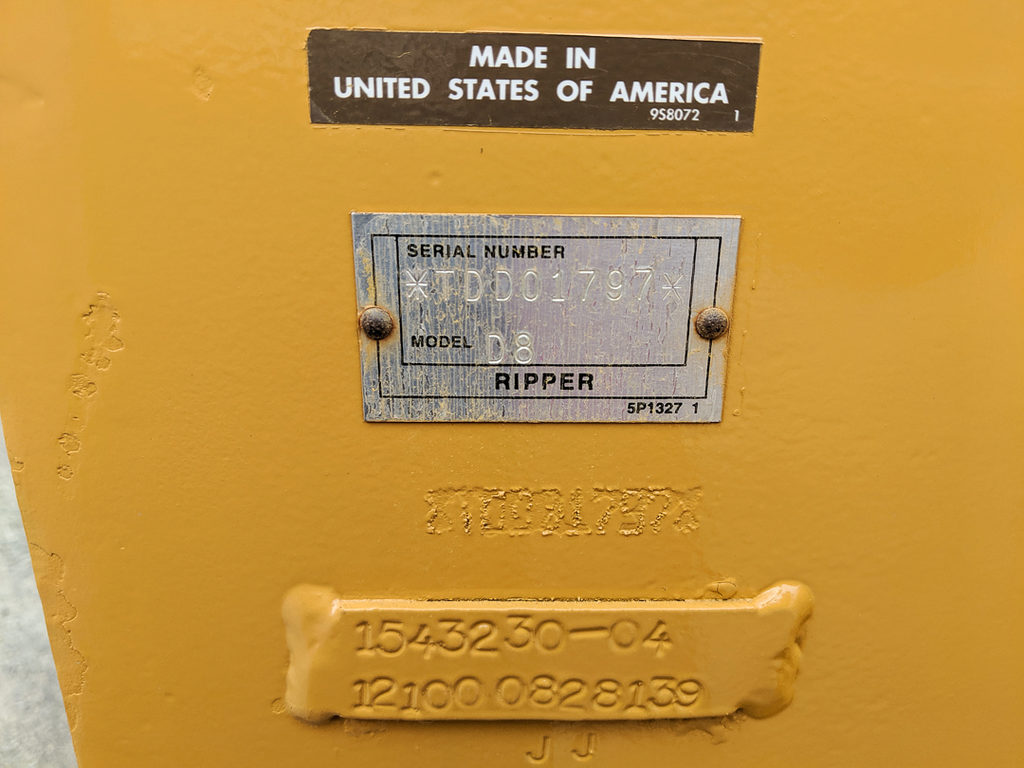 MADE IN
UNITED STATES OF AMERICA
9S8072 1
SERIAL NUMBER
*TDD01797*
MODEL D8
RIPPER
5P1327 1
*TDD01797*
1543230-04
12100 0828139
J J